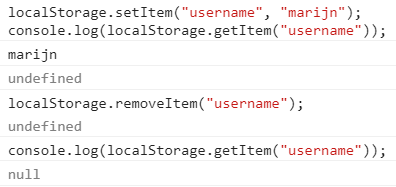 localStorage.setItem("username", "marijn");
console.log(localStorage.getItem("username"));
marijn
undefined
localStorage.removeItem("username");
undefined
console.log(localStorage.getItem("username"));
null